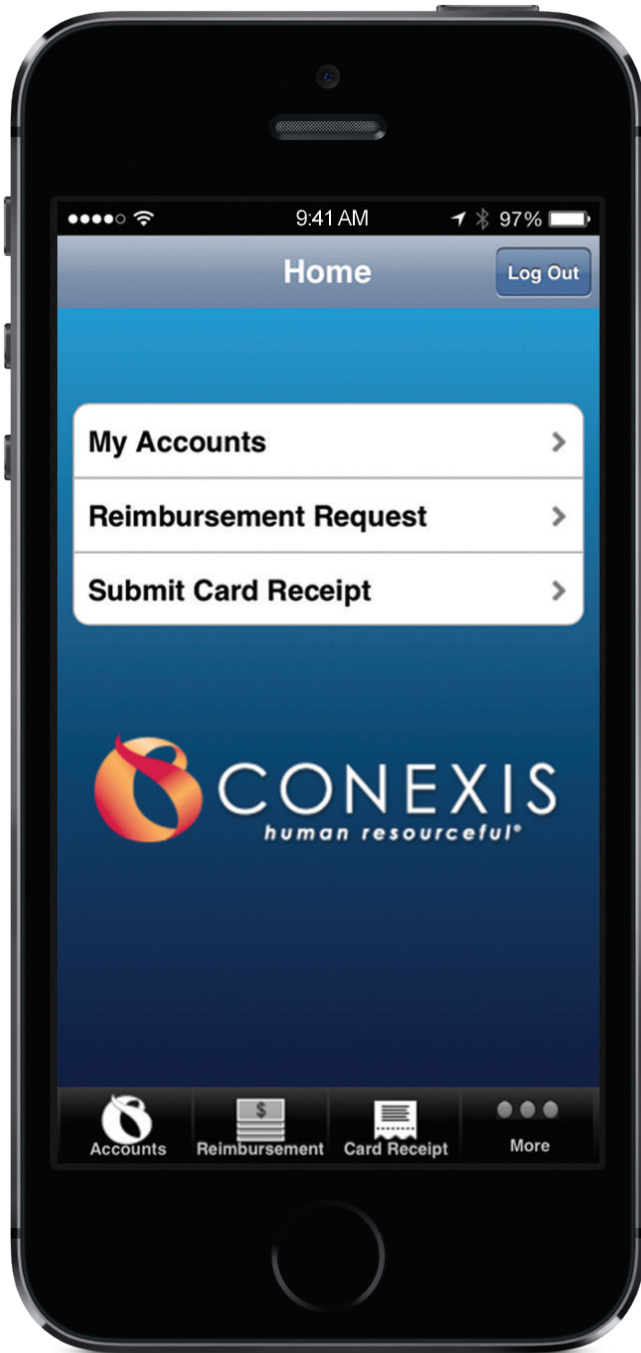 9:41 AM 97%
Home Log Out
My Accounts
Reimbursement Request
Submit Card Receipt
CONEXIS
human resourceful®
$
Accounts Reimbursement Card Receipt More